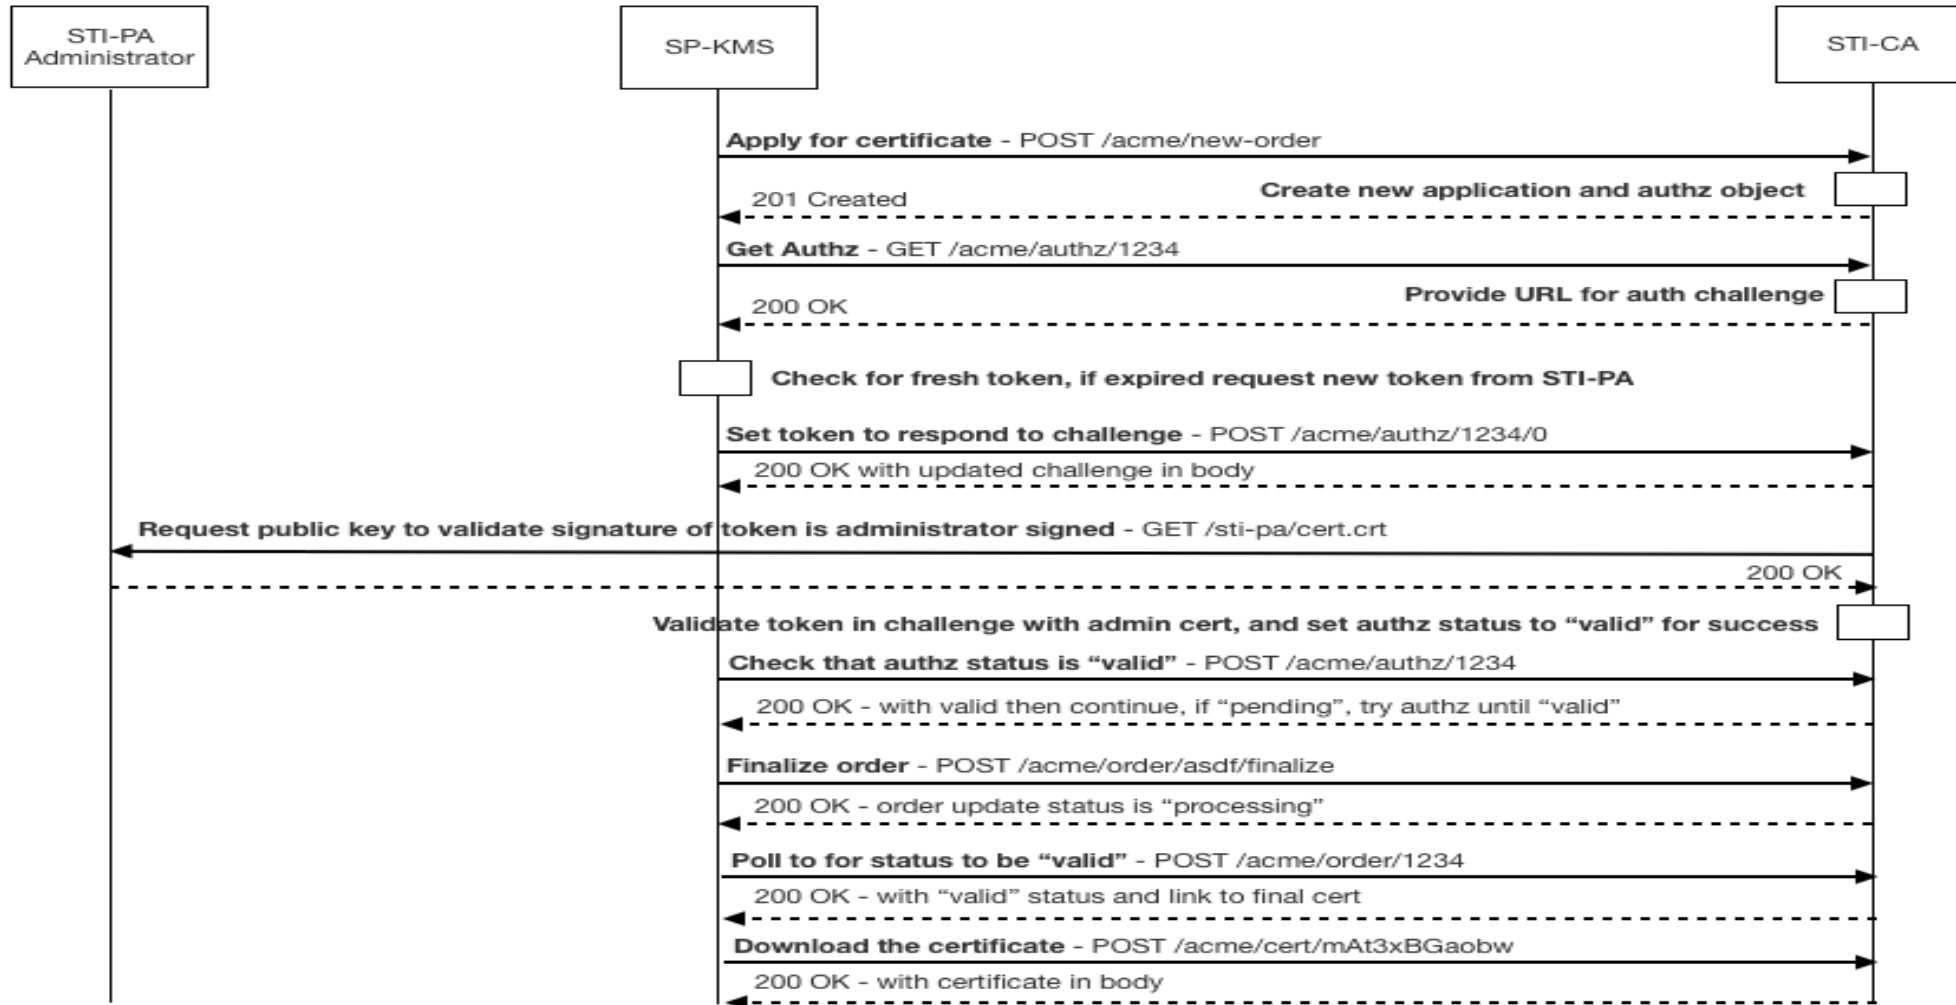 STI-PA
Administrator
SP-KMS
STI-CA
Apply for certificate - POST /acme/new-order
Create new application and authz object
201 Created
Get Authz - GET /acme/authz/1234
Provide URL for auth challenge
200 OK
Check for fresh token, if expired request new token from STI-PA
Set token to respond to challenge - POST /acme/authz/1234/0
200 OK with updated challenge in body
Request public key to validate signature of token is administrator signed - GET /sti-pa/cert.crt
200 OK
Validate token in challenge with admin cert, and set authz status to “valid” for success
Check that authz status is “valid” - POST /acme/authz/1234
200 OK - with valid then continue, if “pending”, try authz until “valid”
Finalize order - POST /acme/order/asdf/finalize
200 OK - order update status is “processing”
Poll to for status to be “valid” - POST /acme/order/1234
200 OK - with “valid” status and link to final cert
Download the certificate - POST /acme/cert/mAt3xBGaobw
200 OK - with certificate in body